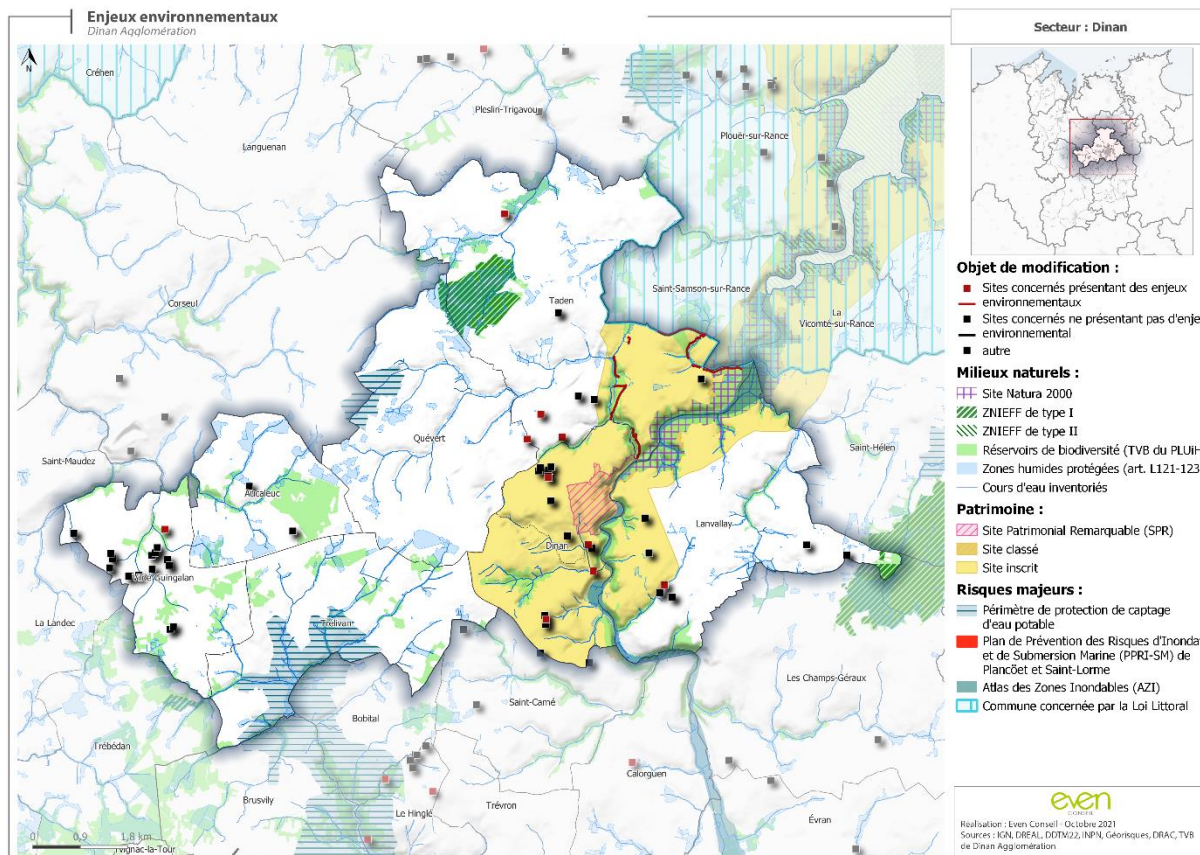 Enjeux environnementaux
Dinan Agglomération
Secteur : Dinan
N
Créhen
Pleslin-Trigavou
Languenan
Plouër-sur-Rance
Corseul
Taden
Saint-Samson-sur-Rance
La
Vicomté-sur-Rance
Quévert
Saint-Hélen
Saint-Maudez
Aucaleuc
Lanvallay
Dinan
Vildé-Guingalan
La Landec
Trélivan
Les Champs-Géraux
Saint-Carné
Bobital
Trébédan
Calorguen
Brusvily
Le Hinglé
Trévron
Évran
0 0,9 1,8 km
Yvignac-la-Tour
Objet de modification :
Sites concernés présentant des enjeux
environnementaux
Sites concernés ne présentant pas d'enje
environnemental
autre
Milieux naturels :
Site Natura 2000
ZNIEFF de type I
ZNIEFF de type II
Réservoirs de biodiversité (TVB du PLUiH
Zones humides protégées (art. L121-123
Cours d'eau inventoriés
Patrimoine :
Site Patrimonial Remarquable (SPR)
Site classé
Site inscrit
Risques majeurs :
Périmètre de protection de captage
d'eau potable
Plan de Prévention des Risques d'Inonda
et de Submersion Marine (PPRI-SM) de
Plancöet et Saint-Lorme
Atlas des Zones Inondables (AZI)
Commune concernée par la Loi Littoral
even
CONSEIL
Réalisation : Even Conseil - Octobre 2021
Sources : IGN, DREAL, DDTM22, INPN, Géorisques, DRAC, TVB
de Dinan Agglomération